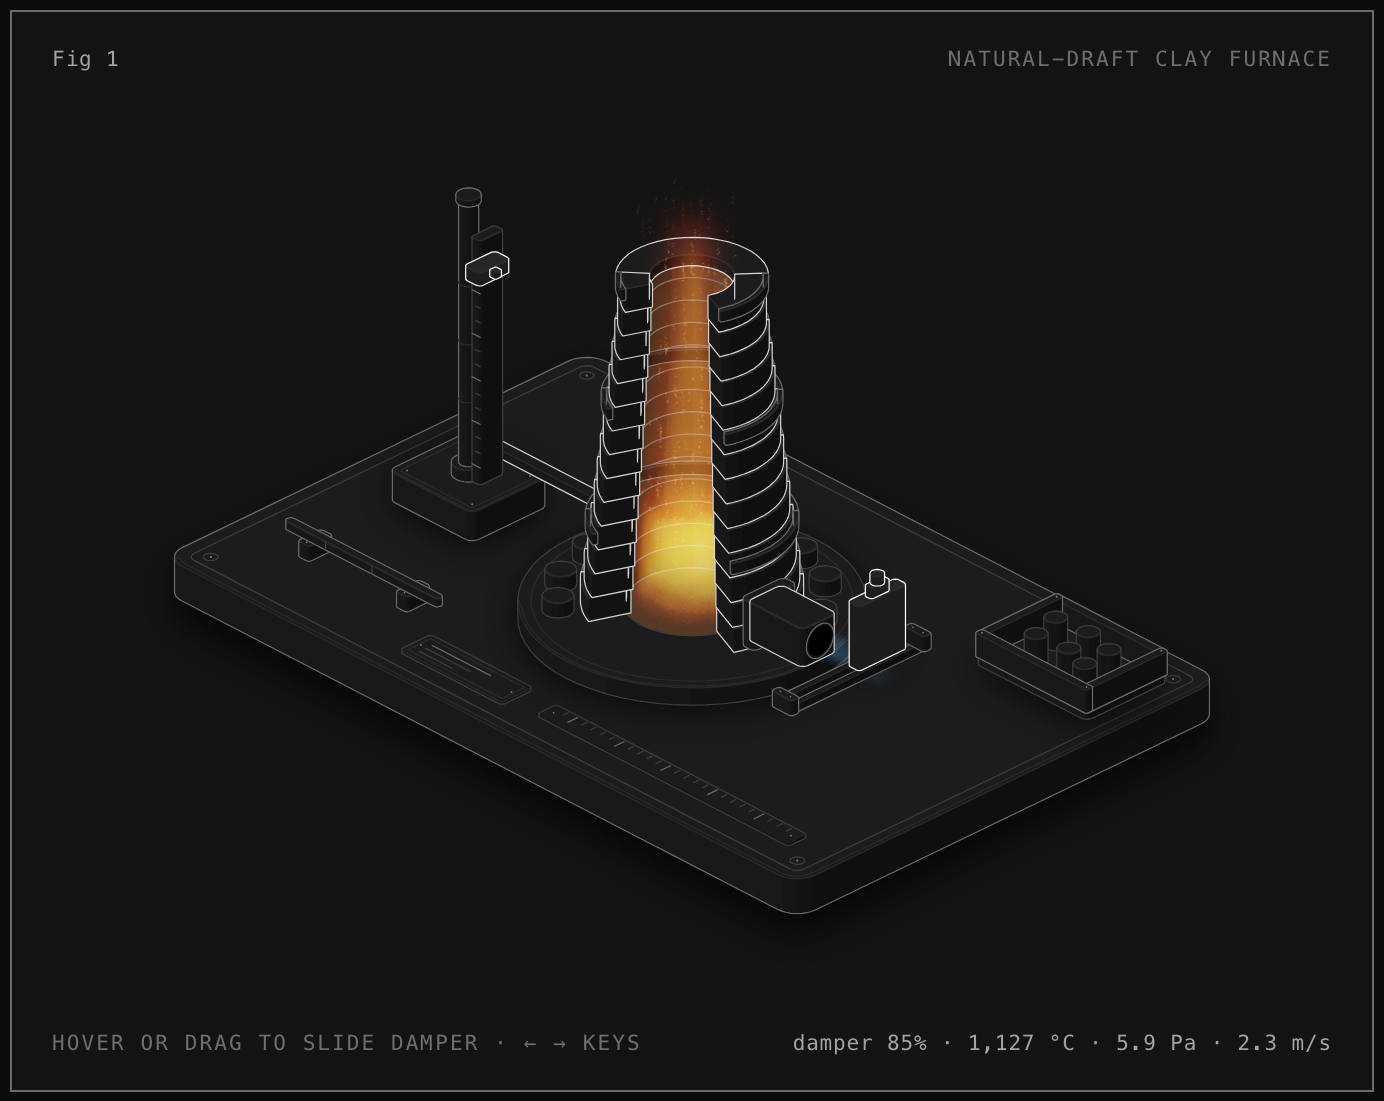 Fig 1
NATURAL–DRAFT CLAY FURNACE
HOVER OR DRAG TO SLIDE DAMPER · ← → KEYS
damper 85% · 1,127 °C · 5.9 Pa · 2.3 m/s